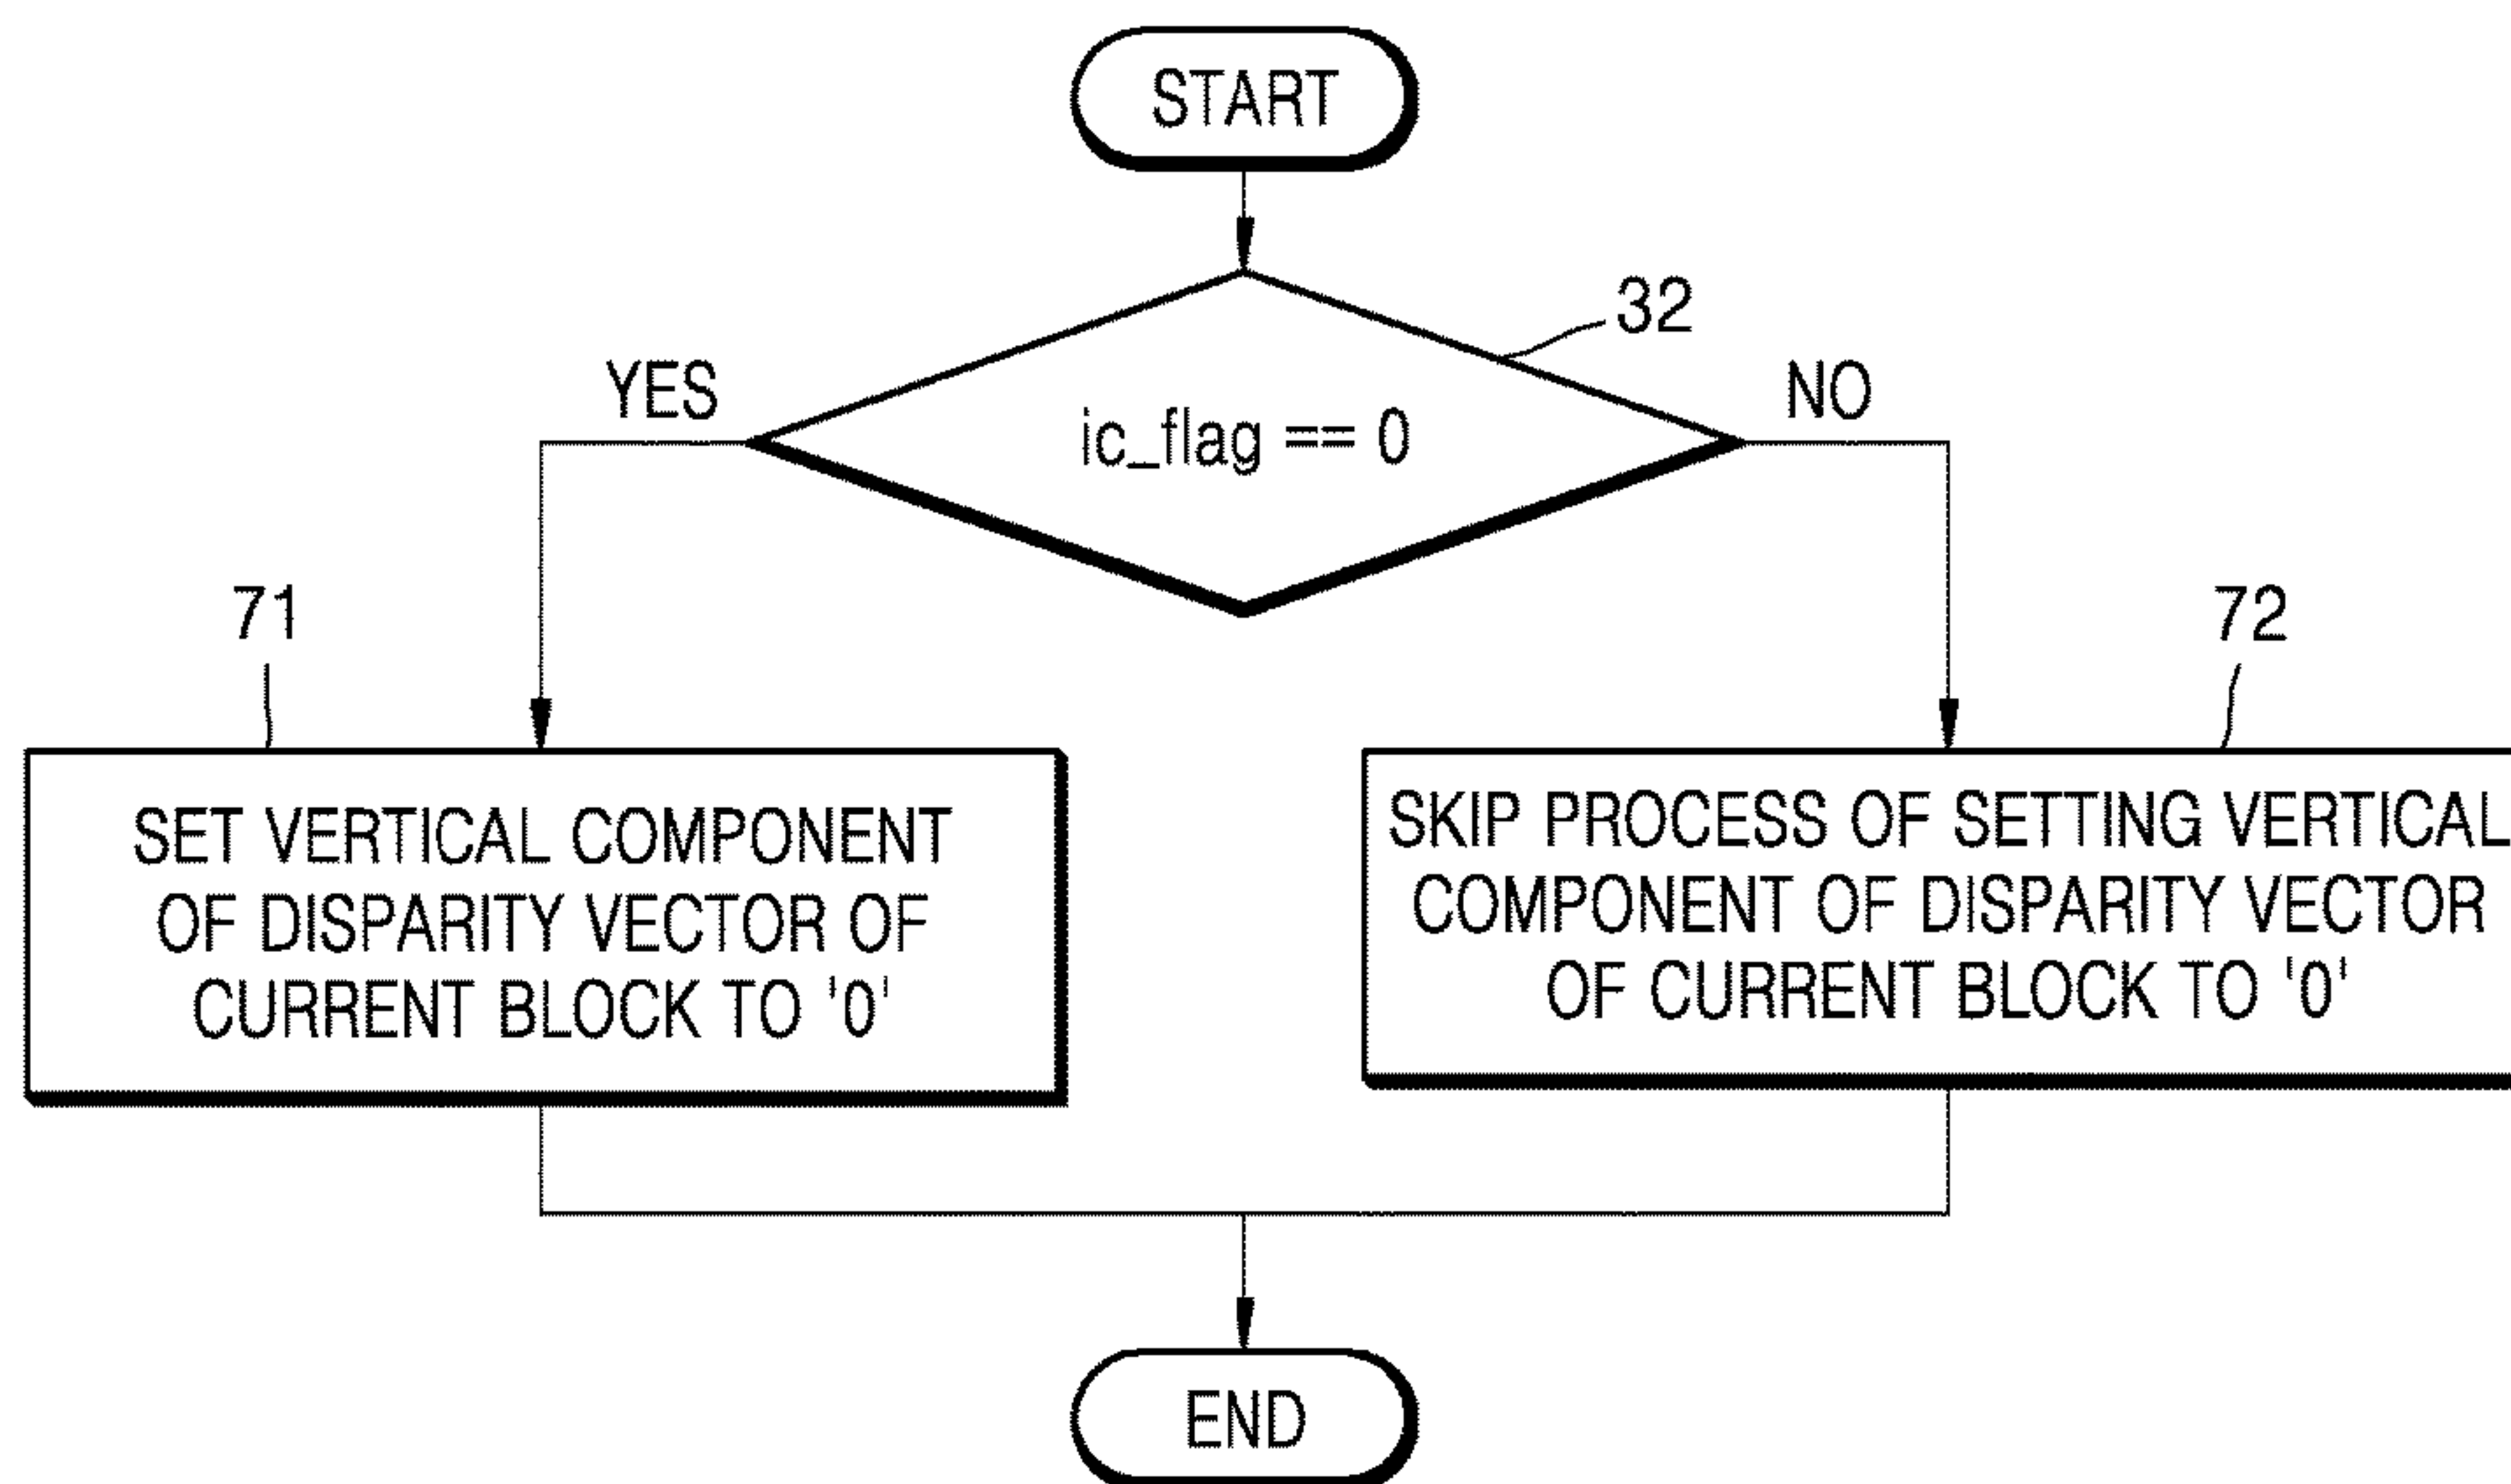 START
32
YES
NO
ic_flag == 0
71
72
SET VERTICAL COMPONENT
OF DISPARITY VECTOR OF
CURRENT BLOCK TO '0'
SKIP PROCESS OF SETTING VERTICAL
COMPONENT OF DISPARITY VECTOR
OF CURRENT BLOCK TO '0'
END